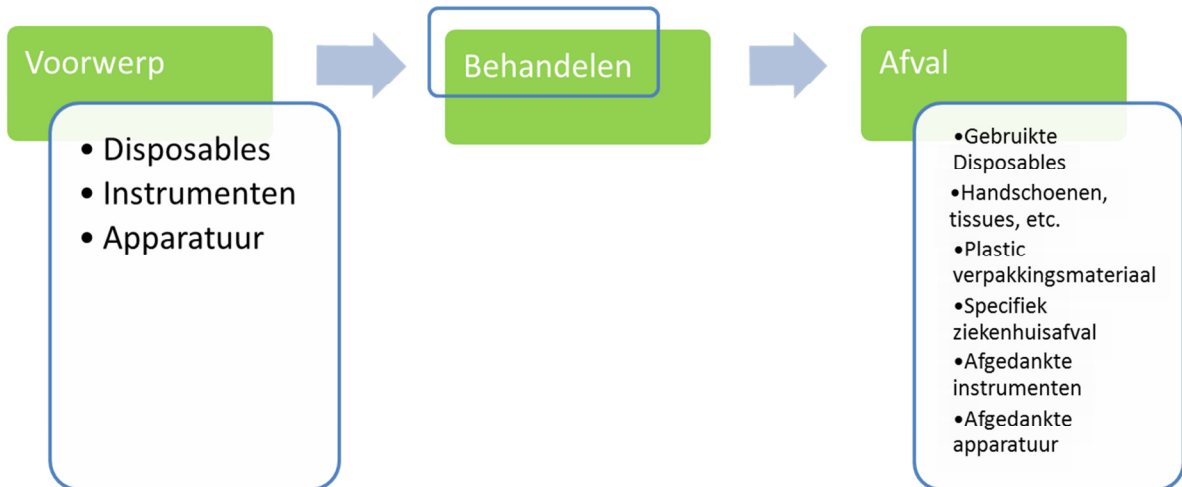 Voorwerp
• Disposables
• Instrumenten
• Apparatuur
Behandelen
Afval
•Gebruikte
Disposables
•Handschoenen,
tissues, etc.
•Plastic
verpakkingsmateriaal
•Specifiek
ziekenhuisafval
•Afgedankte
instrumenten
•Afgedankte
apparatuur